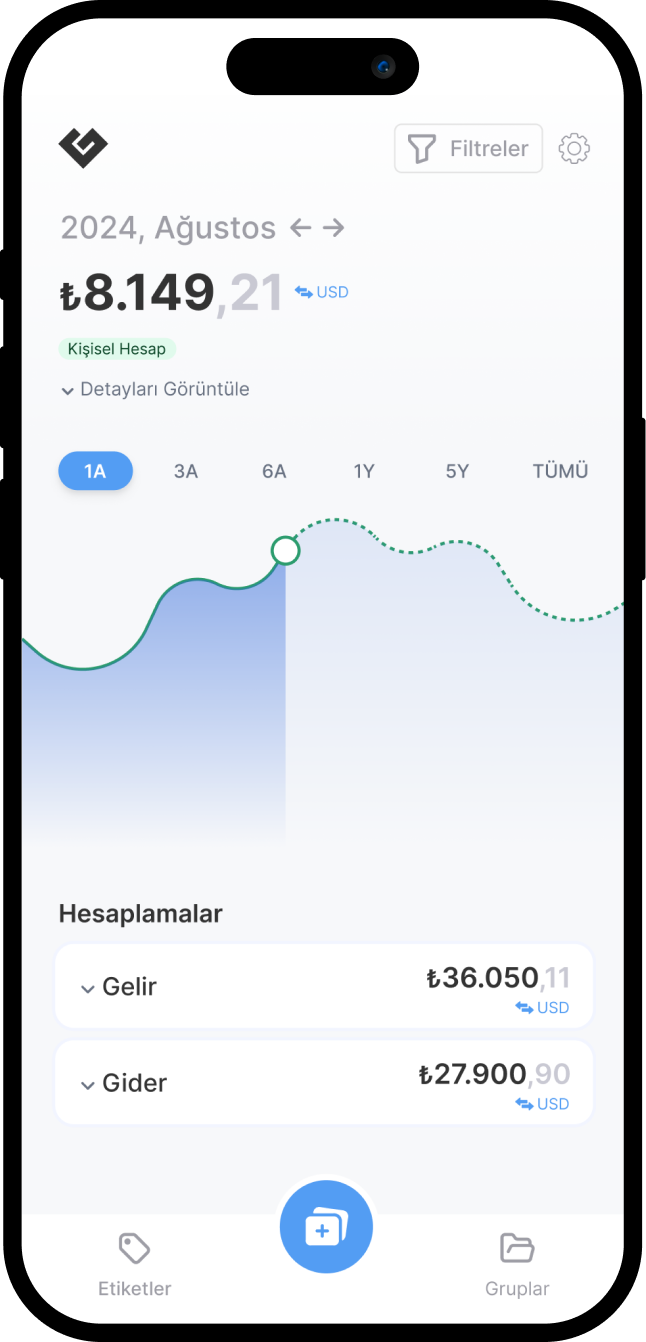 Filtreler
2024, Ağustos
₺8.149,21 USD
Kişisel Hesap
Detayları Görüntüle
1A 3A 6A 1Y 5Y TÜMÜ
Hesaplamalar
Gelir ₺36.050,11
USD
Gider ₺27.900,90
USD
Etiketler Gruplar